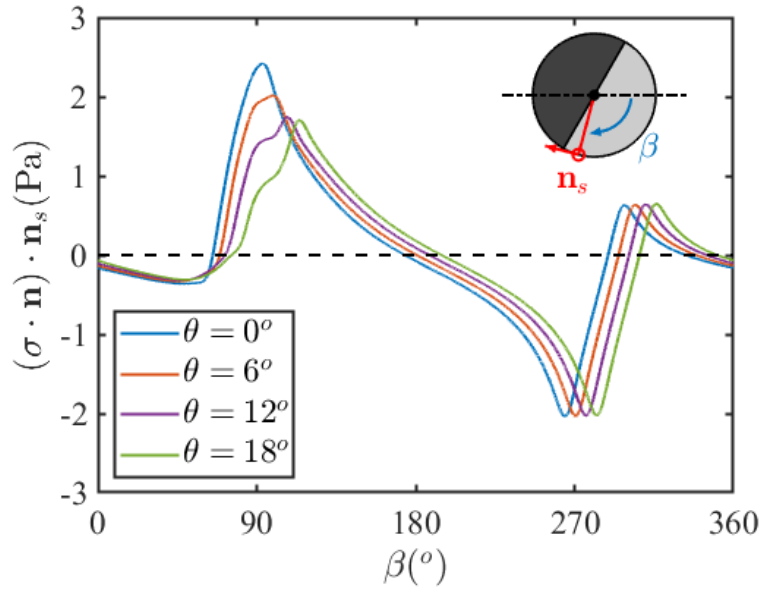 3
2
1
0
-1
-2
-3
(σ · n) · n_s(Pa)
β
n_s
θ = 0^o
θ = 6^o
θ = 12^o
θ = 18^o
0 90 180 270 360
β(^o)